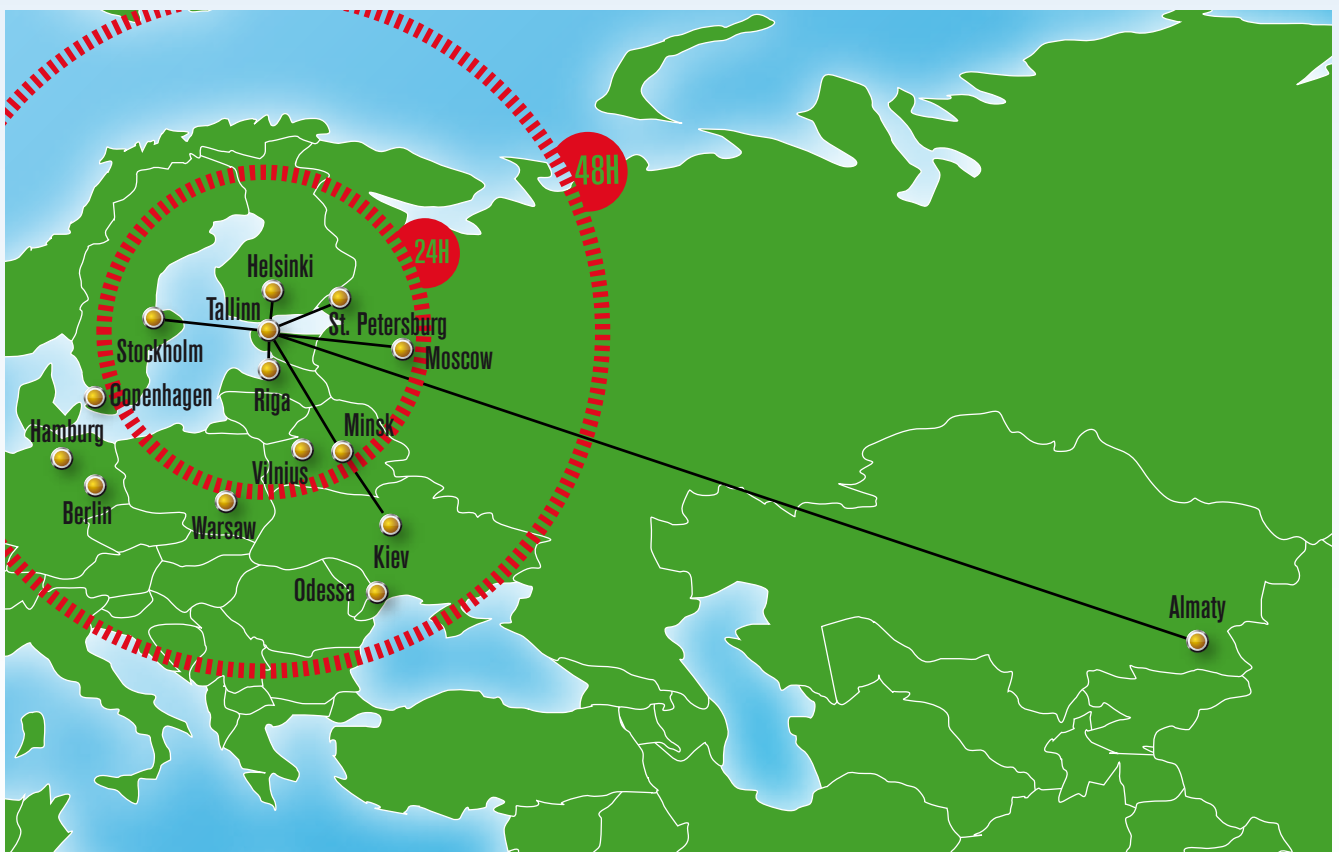 48H
24H
Helsinki
Tallinn
St. Petersburg
Stockholm
Moscow
Copenhagen
Riga
Hamburg
Minsk
Vilnius
Berlin
Warsaw
Kiev
Odessa
Almaty